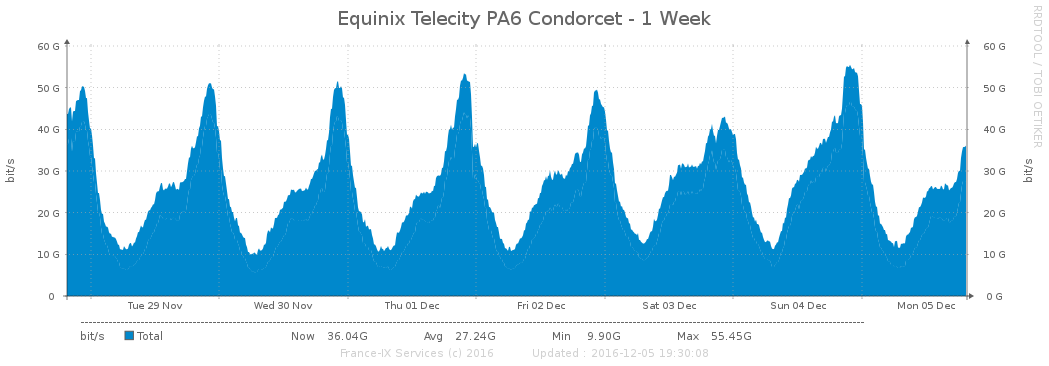 Equinix Telecity PA6 Condorcet - 1 Week
RRDTOOL / TOBI OETIKER
60 G 60 G
50 G 50 G
40 G 40 G
30 G 30 G
20 G 20 G
10 G 10 G
0 0 G
bit/s
bit/s
Tue 29 Nov Wed 30 Nov Thu 01 Dec Fri 02 Dec Sat 03 Dec Sun 04 Dec Mon 05 Dec
bit/s Total Now 36.04G Avg 27.24G Min 9.90G Max 55.45G
France-IX Services (c) 2016 Updated : 2016-12-05 19:30:08